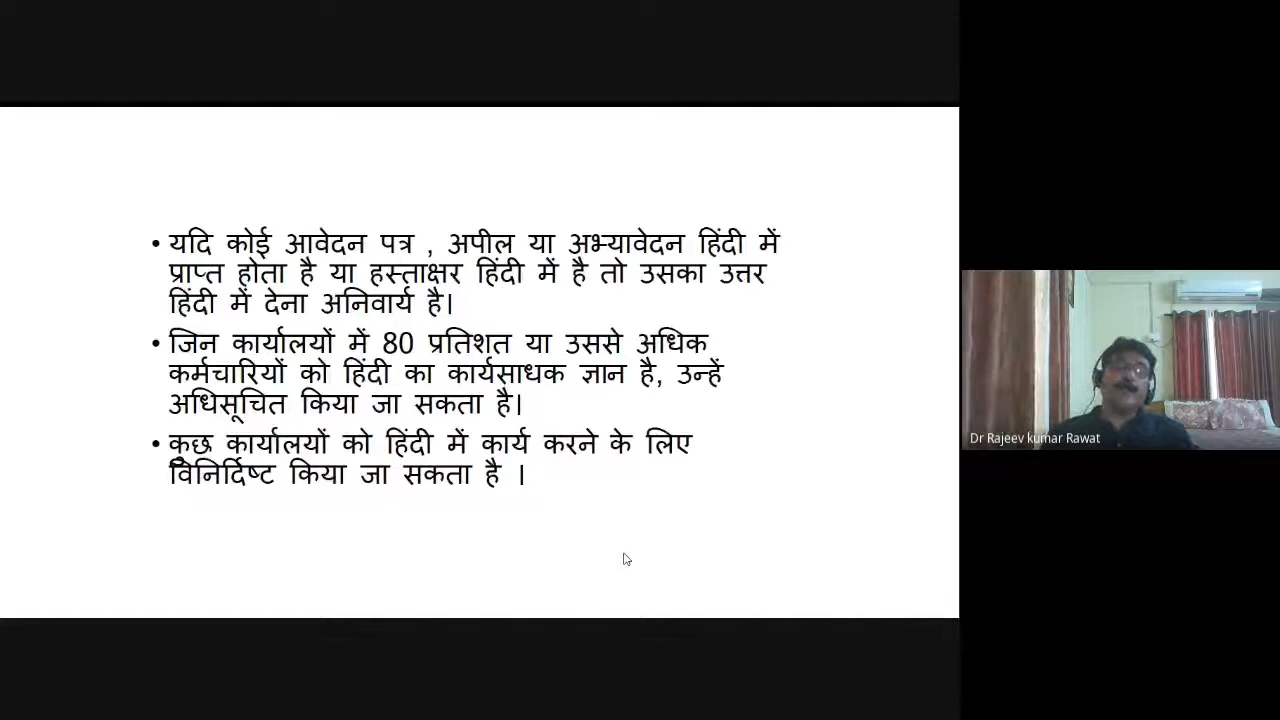 • यदि कोई आवेदन पत्र , अपील या अभ्यावेदन हिंदी में
प्राप्त होता है या हस्ताक्षर हिंदी में है तो उसका उत्तर
हिंदी में देना अनिवार्य है।
• जिन कार्यालयों में 80 प्रतिशत या उससे अधिक
कर्मचारियों को हिंदी का कार्यसाधक ज्ञान है, उन्हें
अधिसूचित किया जा सकता है।
• कुछ कार्यालयों को हिंदी में कार्य करने के लिए
विनिर्दिष्ट किया जा सकता है ।
Dr Rajeev kumar Rawat